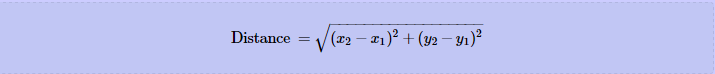 Distance = √(x₂ − x₁)² + (y₂ − y₁)²